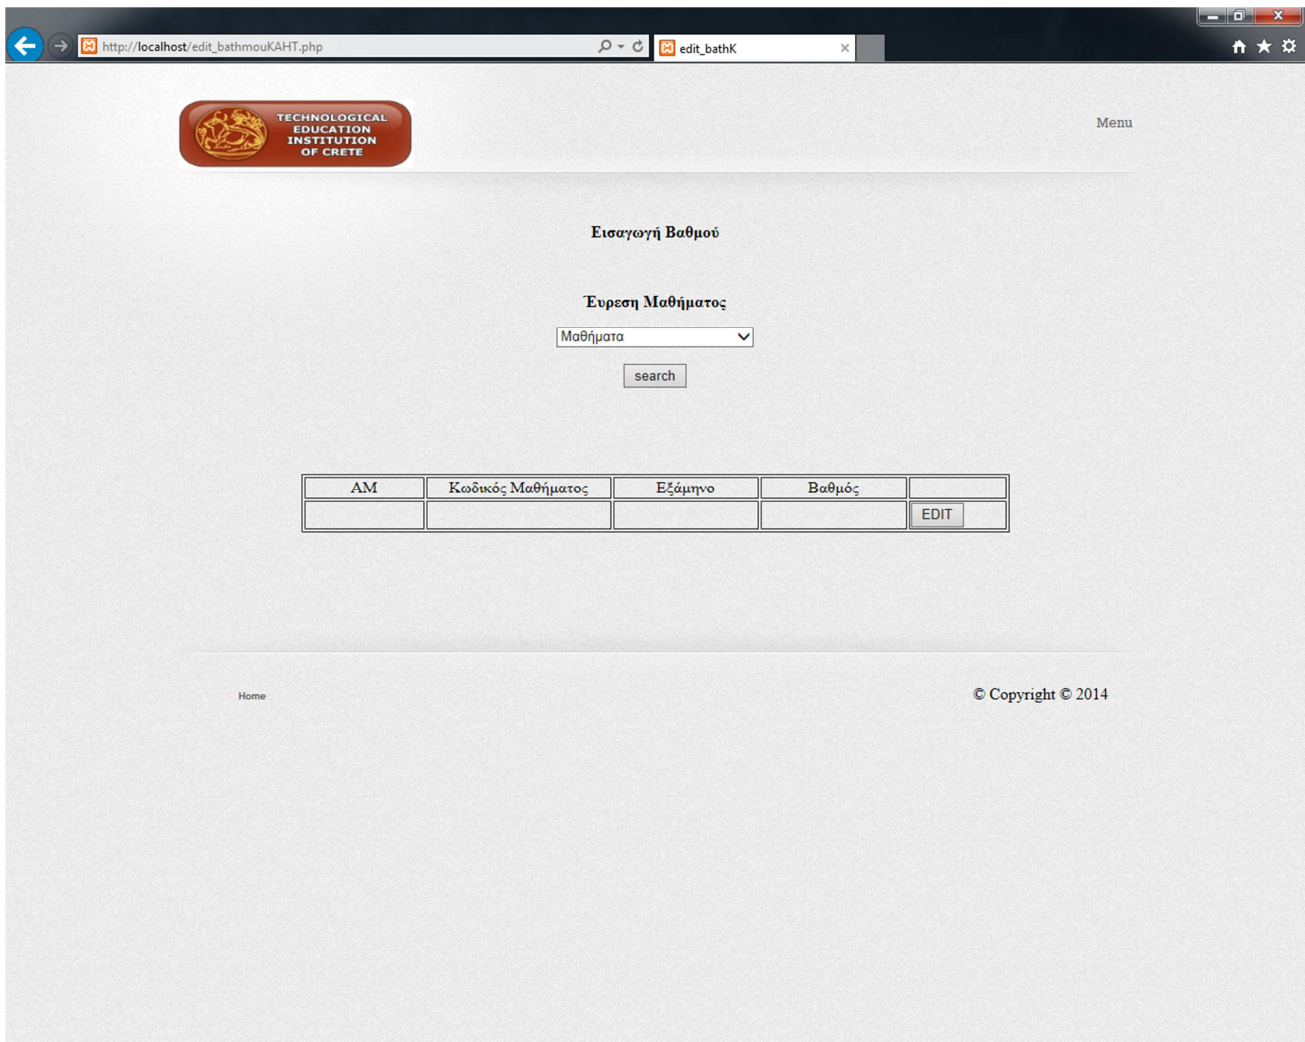 http://localhost/edit_bathmouKAHT.php
edit_bathK
TECHNOLOGICAL
EDUCATION
INSTITUTION
OF CRETE
Menu
Εισαγωγή Βαθμού
Έυρεση Μαθήματος
Μαθήματα
search
ΑΜ Κωδικός Μαθήματος Εξάμηνο Βαθμός
EDIT
Home © Copyright © 2014